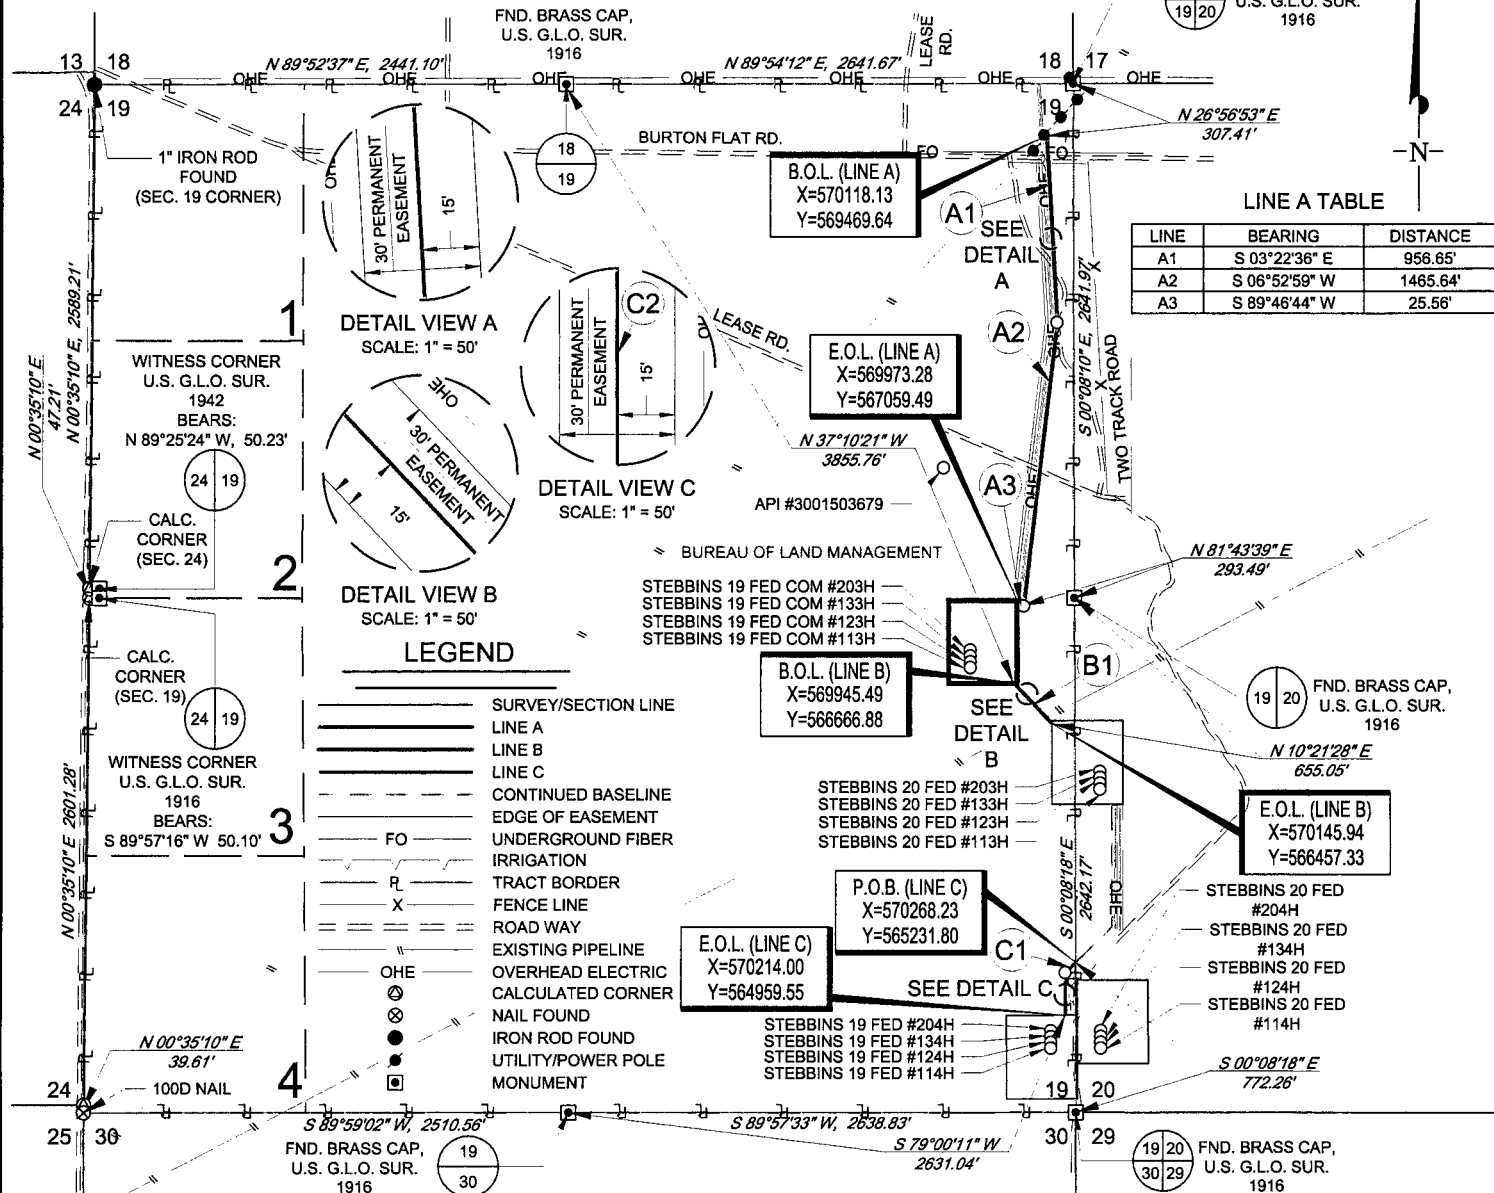 FND. BRASS CAP,
U.S. G.L.O. SUR.
1916
LEASE
RD.
19 20
U.S. G.L.O. SUR.
1916
13 18
24 19
N 89°52'37" E, 2441.10'
OHE OHE OHE
N 89°54'12" E, 2641.67'
OHE OHE OHE
18 17
19
N 26°56'53" E
307.41'
-N-
1" IRON ROD
FOUND
(SEC. 19 CORNER)
18
19
BURTON FLAT RD.
FO FO
B.O.L. (LINE A)
X=570118.13
Y=569469.64
A1
SEE
DETAIL
A
OHE
LINE A TABLE
LINE BEARING DISTANCE
A1 S 03°22'36" E 956.65'
A2 S 06°52'59" W 1465.64'
A3 S 89°46'44" W 25.56'
30' PERMANENT
EASEMENT
15'
DETAIL VIEW A
SCALE: 1" = 50'
30' PERMANENT
EASEMENT
15'
C2
DETAIL VIEW C
SCALE: 1" = 50'
OHE
30' PERMANENT
EASEMENT
15'
DETAIL VIEW B
SCALE: 1" = 50'
LEASE RD.
A2
OHE
S 00°08'10" E, 2641.97'
X
X
TWO TRACK ROAD
E.O.L. (LINE A)
X=569973.28
Y=567059.49
N 37°10'21" W
3855.76'
API #3001503679
A3
OHE
N 00°35'10" E, 2589.21'
N 00°35'10" E
47.21'
1
WITNESS CORNER
U.S. G.L.O. SUR.
1942
BEARS:
N 89°25'24" W, 50.23'
24 19
CALC.
CORNER
(SEC. 24)
2
BUREAU OF LAND MANAGEMENT
N 81°43'39" E
293.49'
STEBBINS 19 FED COM #203H
STEBBINS 19 FED COM #133H
STEBBINS 19 FED COM #123H
STEBBINS 19 FED COM #113H
CALC.
CORNER
(SEC. 19)
24 19
WITNESS CORNER
U.S. G.L.O. SUR.
1916
BEARS:
S 89°57'16" W 50.10'
3
N 00°35'10" E 2601.28'
B.O.L. (LINE B)
X=569945.49
Y=566666.88
B1
SEE
DETAIL
B
19 20
FND. BRASS CAP,
U.S. G.L.O. SUR.
1916
N 10°21'28" E
655.05'
STEBBINS 20 FED #203H
STEBBINS 20 FED #133H
STEBBINS 20 FED #123H
STEBBINS 20 FED #113H
E.O.L. (LINE B)
X=570145.94
Y=566457.33
LEGEND
SURVEY/SECTION LINE
LINE A
LINE B
LINE C
CONTINUED BASELINE
EDGE OF EASEMENT
FO UNDERGROUND FIBER
IRRIGATION
PL TRACT BORDER
X FENCE LINE
ROAD WAY
EXISTING PIPELINE
OHE OVERHEAD ELECTRIC
CALCULATED CORNER
NAIL FOUND
IRON ROD FOUND
UTILITY/POWER POLE
MONUMENT
S 00°08'18" E
2642.17'
OHE
P.O.B. (LINE C)
X=570268.23
Y=565231.80
E.O.L. (LINE C)
X=570214.00
Y=564959.55
C1
SEE DETAIL C
STEBBINS 20 FED
#204H
STEBBINS 20 FED
#134H
STEBBINS 20 FED
#124H
STEBBINS 20 FED
#114H
STEBBINS 19 FED #204H
STEBBINS 19 FED #134H
STEBBINS 19 FED #124H
STEBBINS 19 FED #114H
S 00°08'18" E
772.26'
N 00°35'10" E
39.61'
100D NAIL
4
24
25 30
S 89°59'02" W, 2510.56'
S 89°57'33" W, 2638.83'
19 20
30 29
S 79°00'11" W
2631.04'
FND. BRASS CAP,
U.S. G.L.O. SUR.
1916
19
30
19 20
30 29
FND. BRASS CAP,
U.S. G.L.O. SUR.
1916